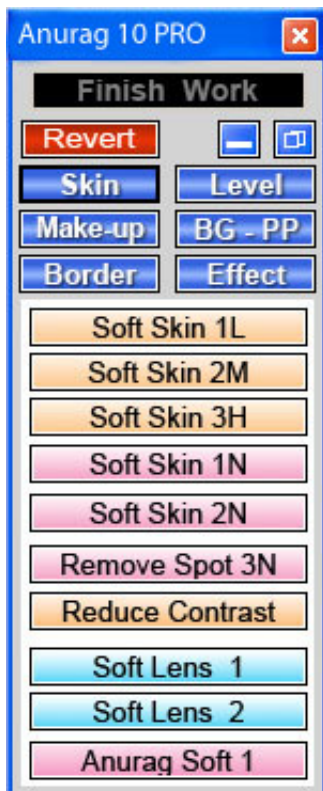 Anurag 10 PRO
Finish Work
Revert
Skin Level
Make-up BG - PP
Border Effect
Soft Skin 1L
Soft Skin 2M
Soft Skin 3H
Soft Skin 1N
Soft Skin 2N
Remove Spot 3N
Reduce Contrast
Soft Lens 1
Soft Lens 2
Anurag Soft 1